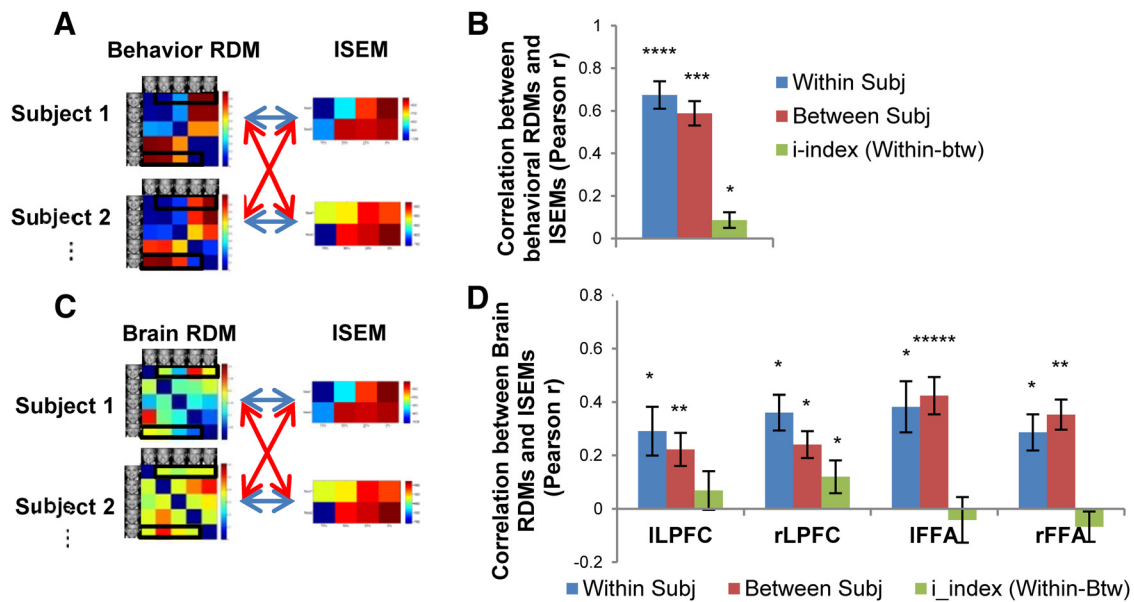 A
Behavior RDM
ISEM
Subject 1
Subject 2
⋮
B
Correlation between
behavioral RDMs and
ISEMs (Pearson r)
1
0.8
0.6
0.4
0.2
0
****
***
*
Within Subj
Between Subj
i-index (Within-btw)
C
Brain RDM
ISEM
Subject 1
Subject 2
⋮
D
Correlation between Brain
RDMs and ISEMs
(Pearson r)
0.8
0.6
0.4
0.2
0
-0.2
*
**
*
*
*
*
*****
*
**
lLPFC
rLPFC
lFFA
rFFA
Within Subj
Between Subj
i_index (Within-Btw)